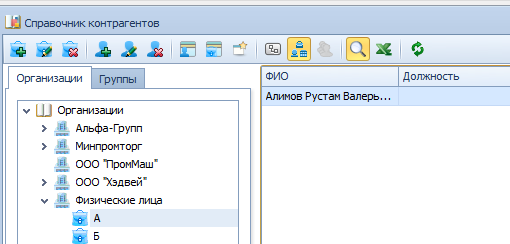 Справочник контрагентов
Организации Группы
ФИО Должность
Алимов Рустам Валерь...
Организации
Альфа-Групп
Минпромторг
ООО "ПромМаш"
ООО "Хэдвей"
Физические лица
А
Б